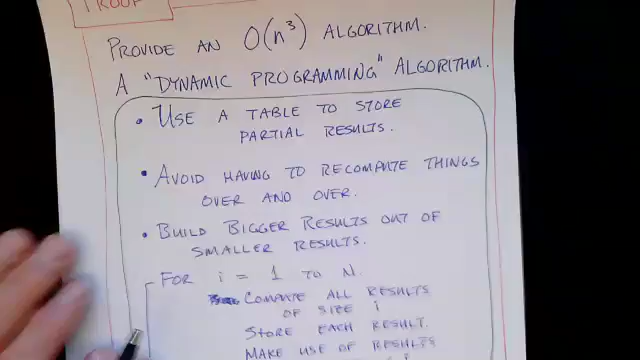 PROOF
PROVIDE AN O(n³) ALGORITHM.
A "DYNAMIC PROGRAMMING" ALGORITHM.
• USE A TABLE TO STORE
PARTIAL RESULTS.
• AVOID HAVING TO RECOMPUTE THINGS
OVER AND OVER.
• BUILD BIGGER RESULTS OUT OF
SMALLER RESULTS.
FOR i = 1 TO N
COMPUTE ALL RESULTS
OF SIZE i
STORE EACH RESULT.
MAKE USE OF RESULTS